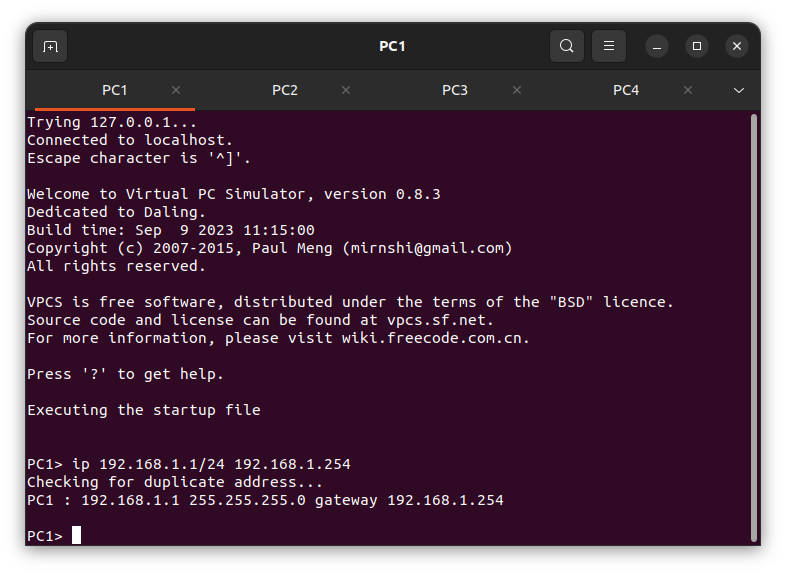 PC1
PC1 PC2 PC3 PC4
Trying 127.0.0.1...
Connected to localhost.
Escape character is '^]'.
Welcome to Virtual PC Simulator, version 0.8.3
Dedicated to Daling.
Build time: Sep  9 2023 11:15:00
Copyright (c) 2007-2015, Paul Meng (mirnshi@gmail.com)
All rights reserved.
VPCS is free software, distributed under the terms of the "BSD" licence.
Source code and license can be found at vpcs.sf.net.
For more information, please visit wiki.freecode.com.cn.
Press '?' to get help.
Executing the startup file
PC1> ip 192.168.1.1/24 192.168.1.254
Checking for duplicate address...
PC1 : 192.168.1.1 255.255.255.0 gateway 192.168.1.254
PC1>